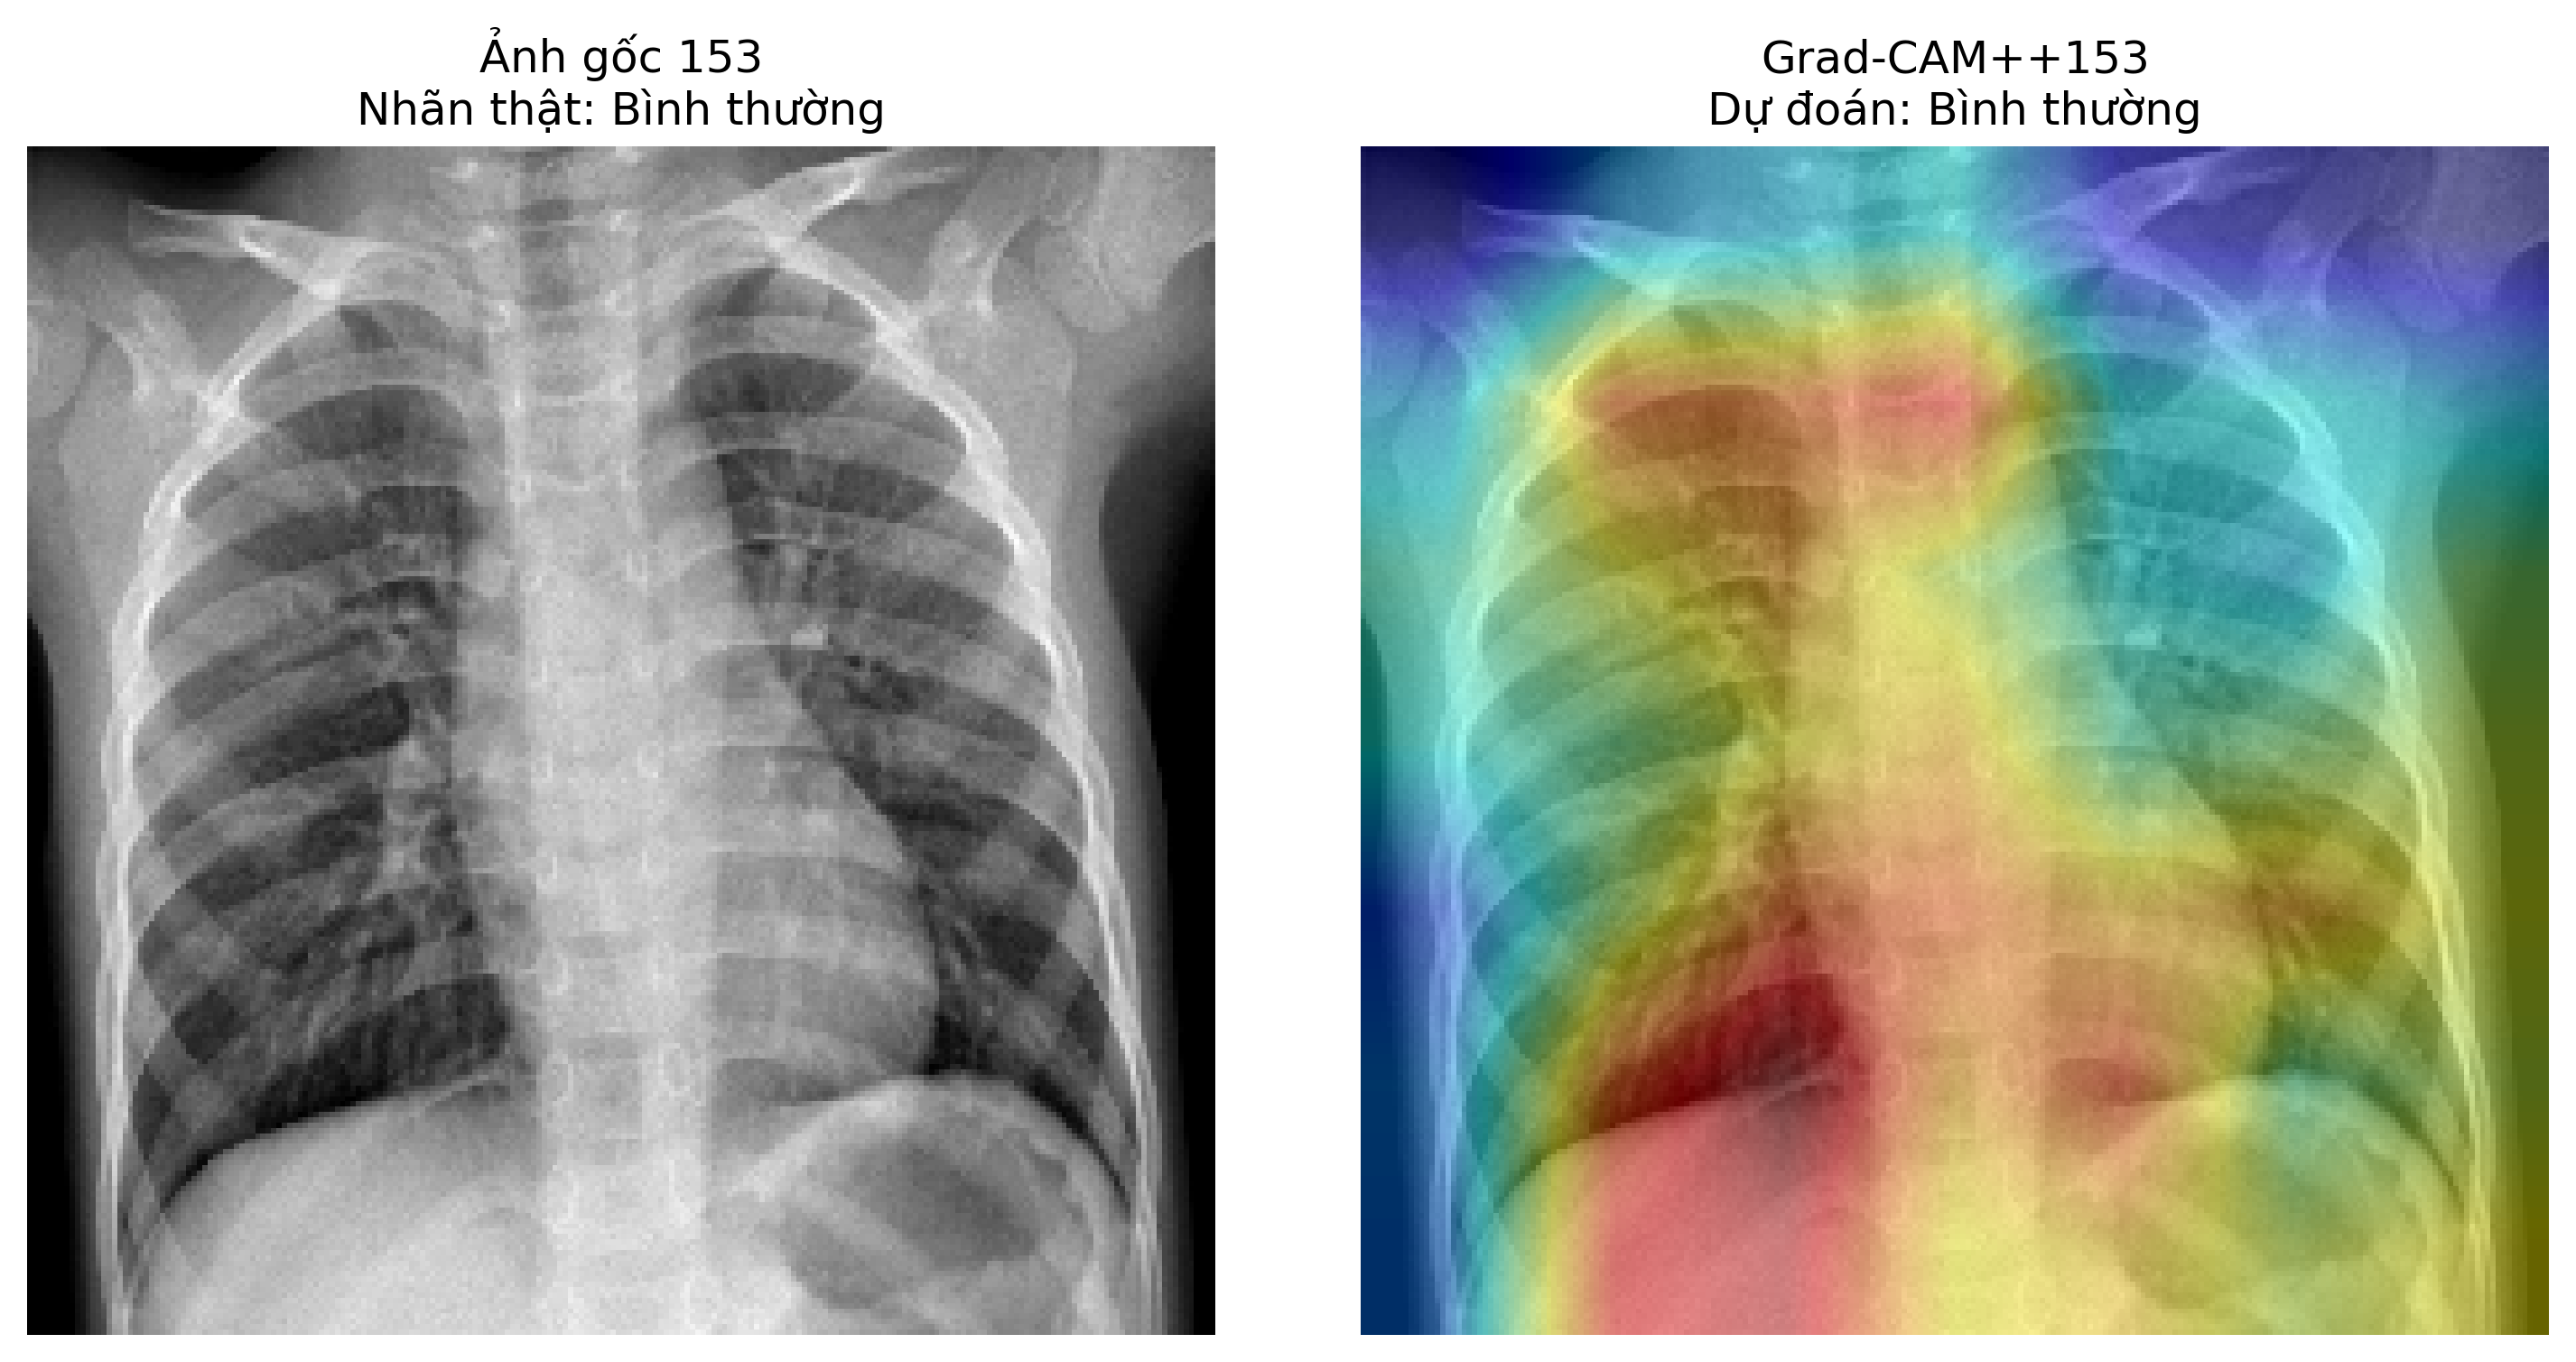 Ảnh gốc 153
Nhãn thật: Bình thường
Grad-CAM++153
Dự đoán: Bình thường